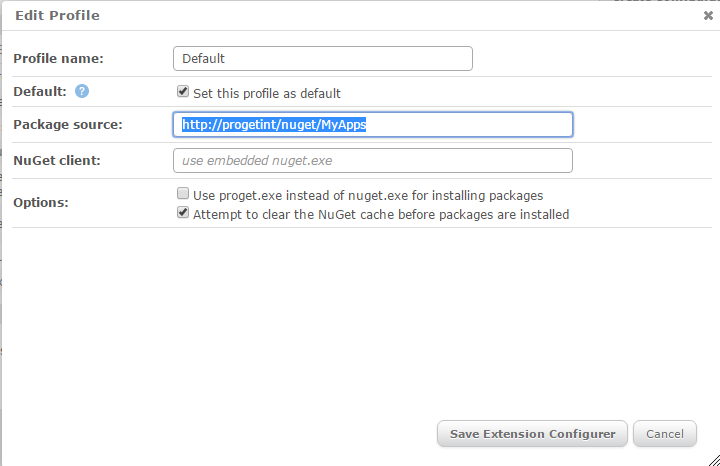 Edit Profile
Profile name: Default
Default: ? Set this profile as default
Package source: http://progetint/nuget/MyApps
NuGet client: use embedded nuget.exe
Options: Use proget.exe instead of nuget.exe for installing packages
Attempt to clear the NuGet cache before packages are installed
Save Extension Configurer Cancel